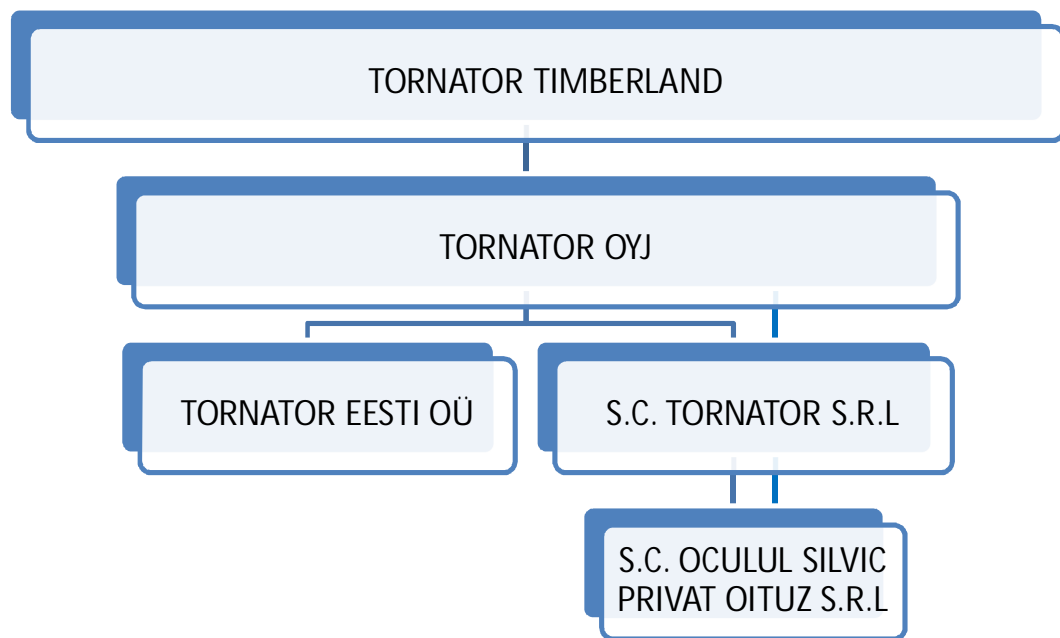 TORNATOR TIMBERLAND
TORNATOR OYJ
TORNATOR EESTI OÜ
S.C. TORNATOR S.R.L
S.C. OCULUL SILVIC
PRIVAT OITUZ S.R.L